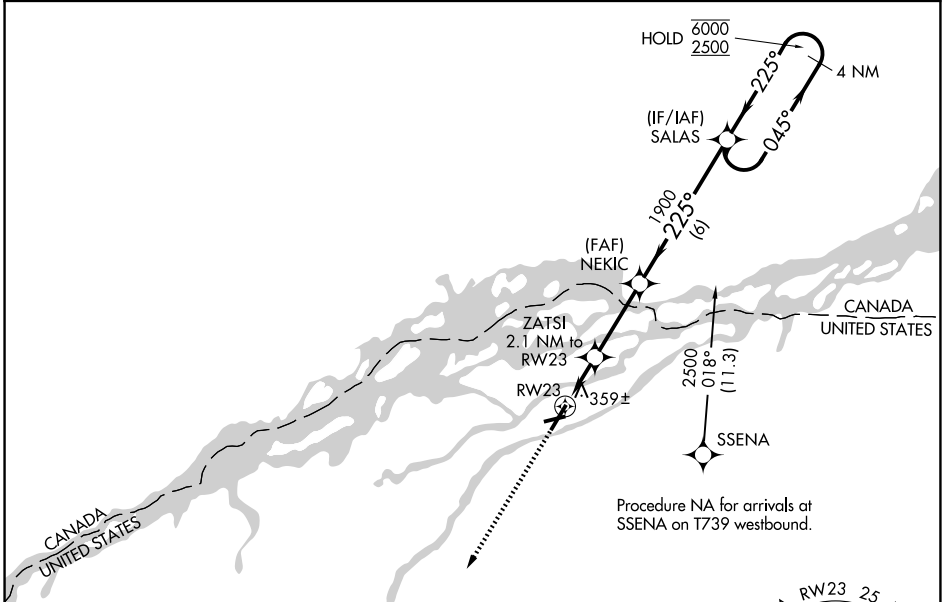 HOLD 6000
2500
4 NM
225°
045°
(IF/IAF)
SALAS
1900
225°
(6)
(FAF)
NEKIC
CANADA
UNITED STATES
ZATSI
2.1 NM to
RW23
RW23
359±
2500
018°
(11.3)
SSENA
Procedure NA for arrivals at
SSENA on T739 westbound.
CANADA
UNITED STATES
RW23 25